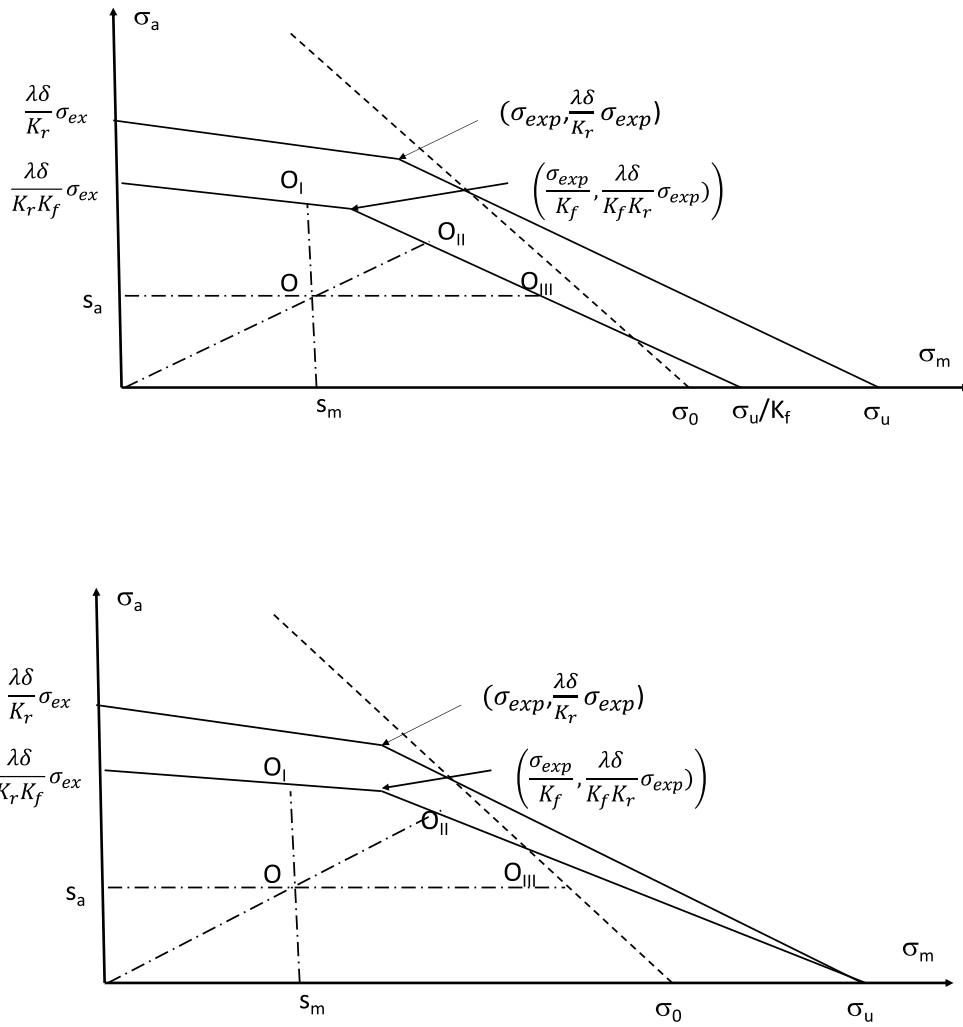 σa
λδ/Kr σex
(σexp, λδ/Kr σexp)
λδ/KrKf σex
OI
(σexp/Kf, λδ/KfKr σexp))
OII
O
OIII
sa
σm
sm
σ0
σu/Kf
σu
σa
λδ/Kr σex
(σexp, λδ/Kr σexp)
λδ/KrKf σex
OI
(σexp/Kf, λδ/KfKr σexp))
OII
O
OIII
sa
σm
sm
σ0
σu